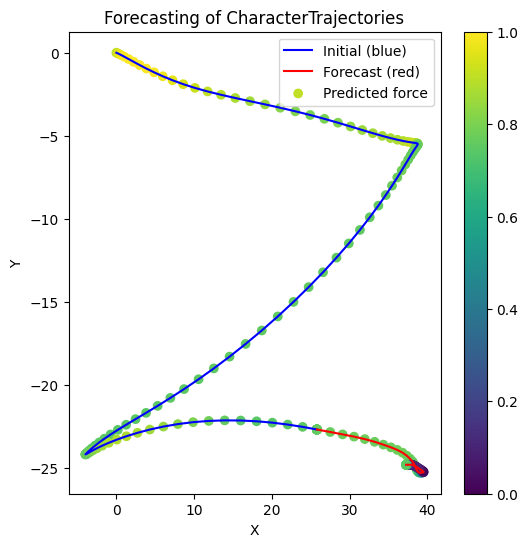 Forecasting of CharacterTrajectories
Initial (blue)
Forecast (red)
Predicted force
0
−5
−10
−15
−20
−25
Y
0
10
20
30
40
X
1.0
0.8
0.6
0.4
0.2
0.0